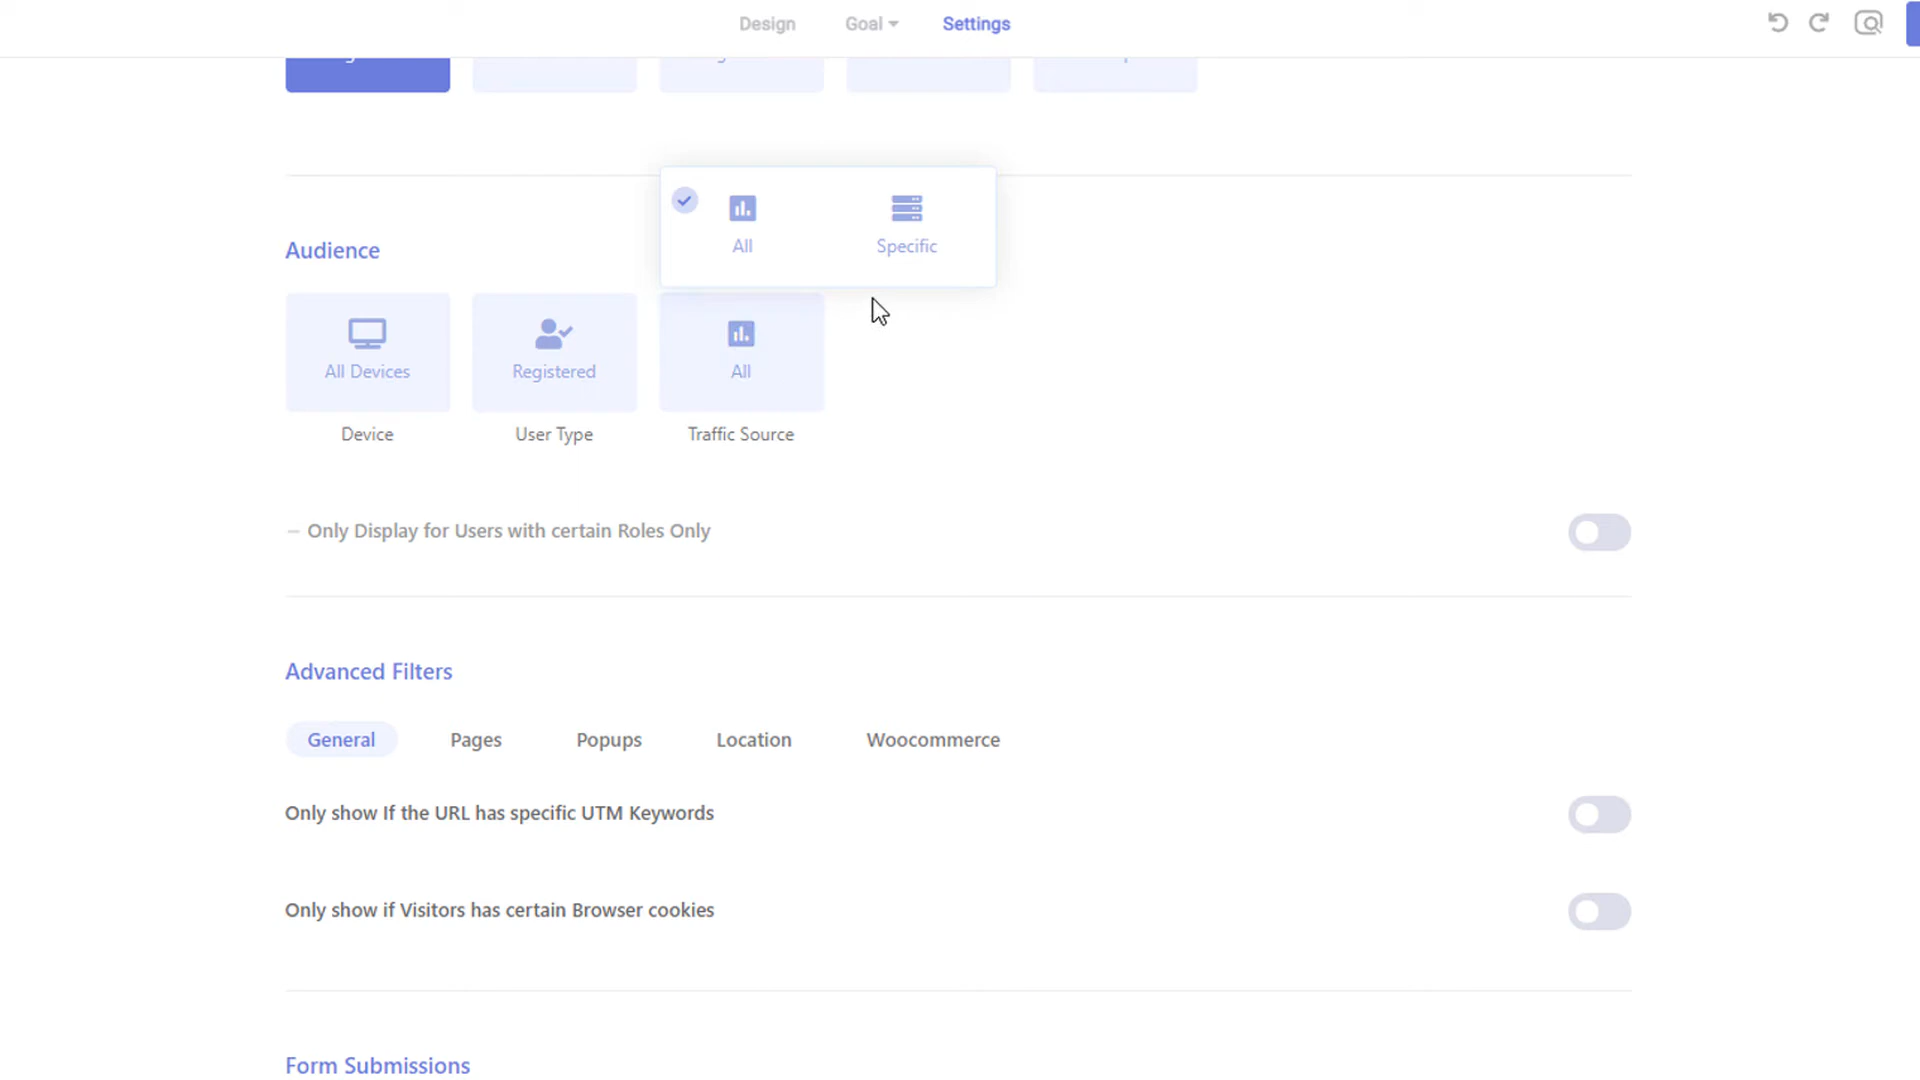 Design
Goal
Settings
All
Specific
Audience
All Devices
Registered
All
Device
User Type
Traffic Source
Only Display for Users with certain Roles Only
Advanced Filters
General
Pages
Popups
Location
Woocommerce
Only show If the URL has specific UTM Keywords
Only show if Visitors has certain Browser cookies
Form Submissions